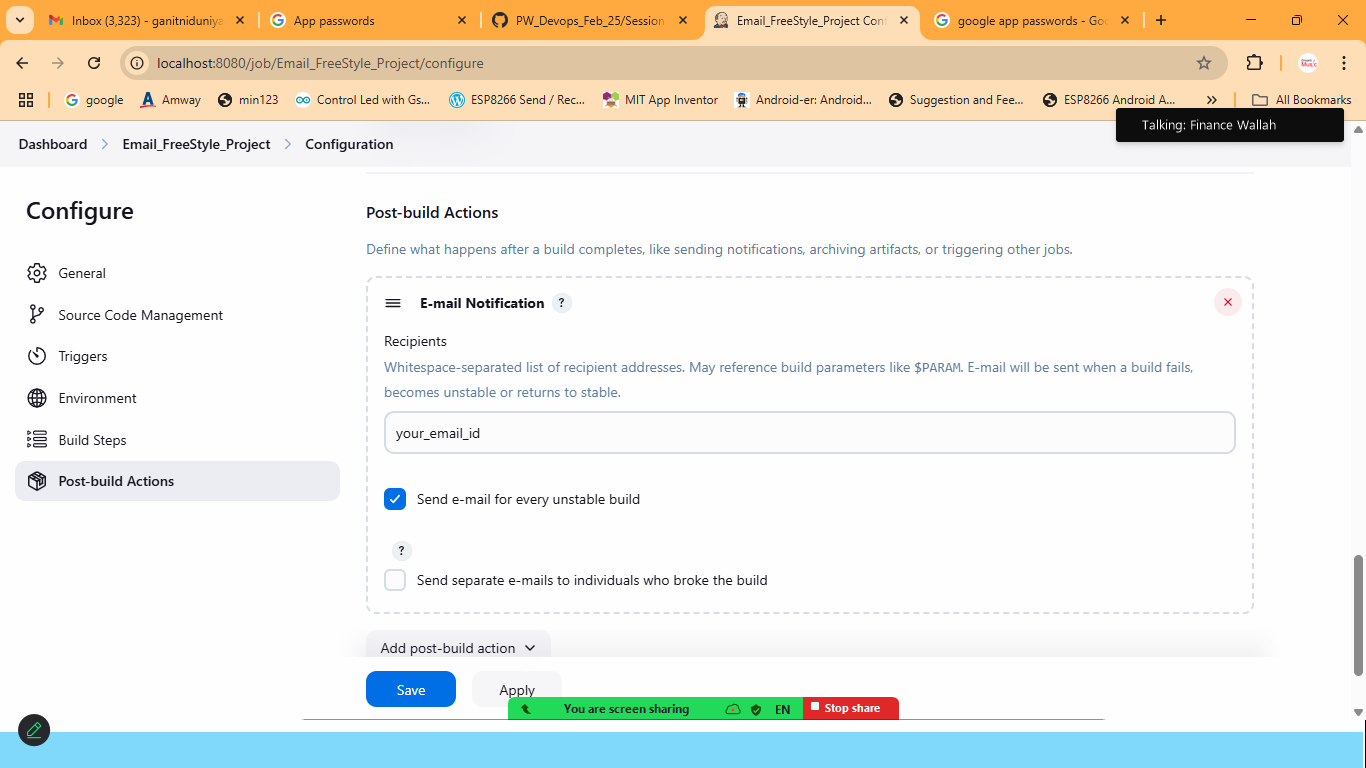 Inbox (3,323) - ganitniduniya
App passwords
PW_Devops_Feb_25/Session
Email_FreeStyle_Project Con
google app passwords - Goo
localhost:8080/job/Email_FreeStyle_Project/configure
google
Amway
min123
Control Led with Gs...
ESP8266 Send / Rec...
MIT App Inventor
Android-er: Android...
Suggestion and Fee...
ESP8266 Android A...
All Bookmarks
Talking: Finance Wallah
Dashboard > Email_FreeStyle_Project > Configuration
Configure
General
Source Code Management
Triggers
Environment
Build Steps
Post-build Actions
Post-build Actions
Define what happens after a build completes, like sending notifications, archiving artifacts, or triggering other jobs.
E-mail Notification ?
Recipients
Whitespace-separated list of recipient addresses. May reference build parameters like $PARAM. E-mail will be sent when a build fails,
becomes unstable or returns to stable.
your_email_id
Send e-mail for every unstable build
?
Send separate e-mails to individuals who broke the build
Add post-build action
Save
Apply
You are screen sharing
EN
Stop share